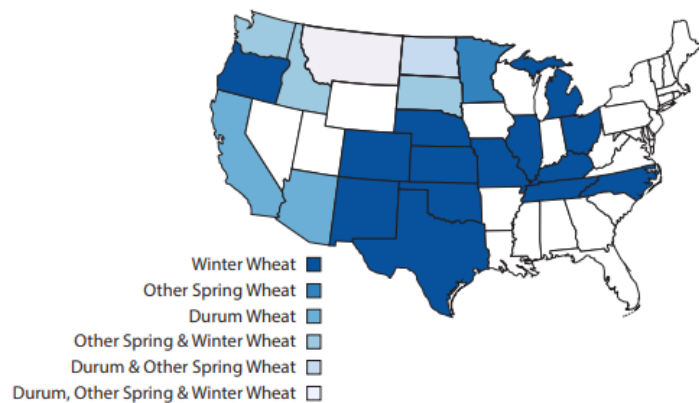 Winter Wheat
Other Spring Wheat
Durum Wheat
Other Spring & Winter Wheat
Durum & Other Spring Wheat
Durum, Other Spring & Winter Wheat